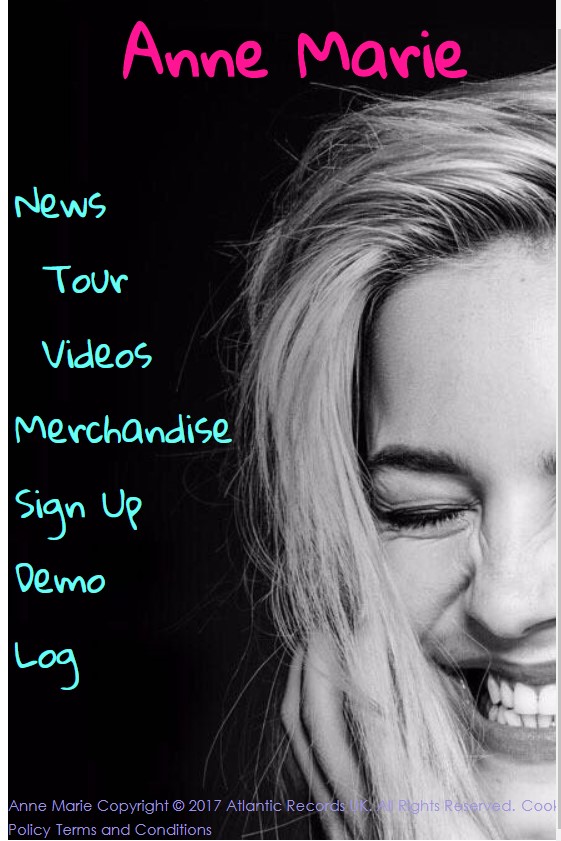 Anne Marie
News
Tour
Videos
Merchandise
Sign Up
Demo
Log
Anne Marie Copyright © 2017 Atlantic Records UK. All Rights Reserved. Cook
Policy Terms and Conditions